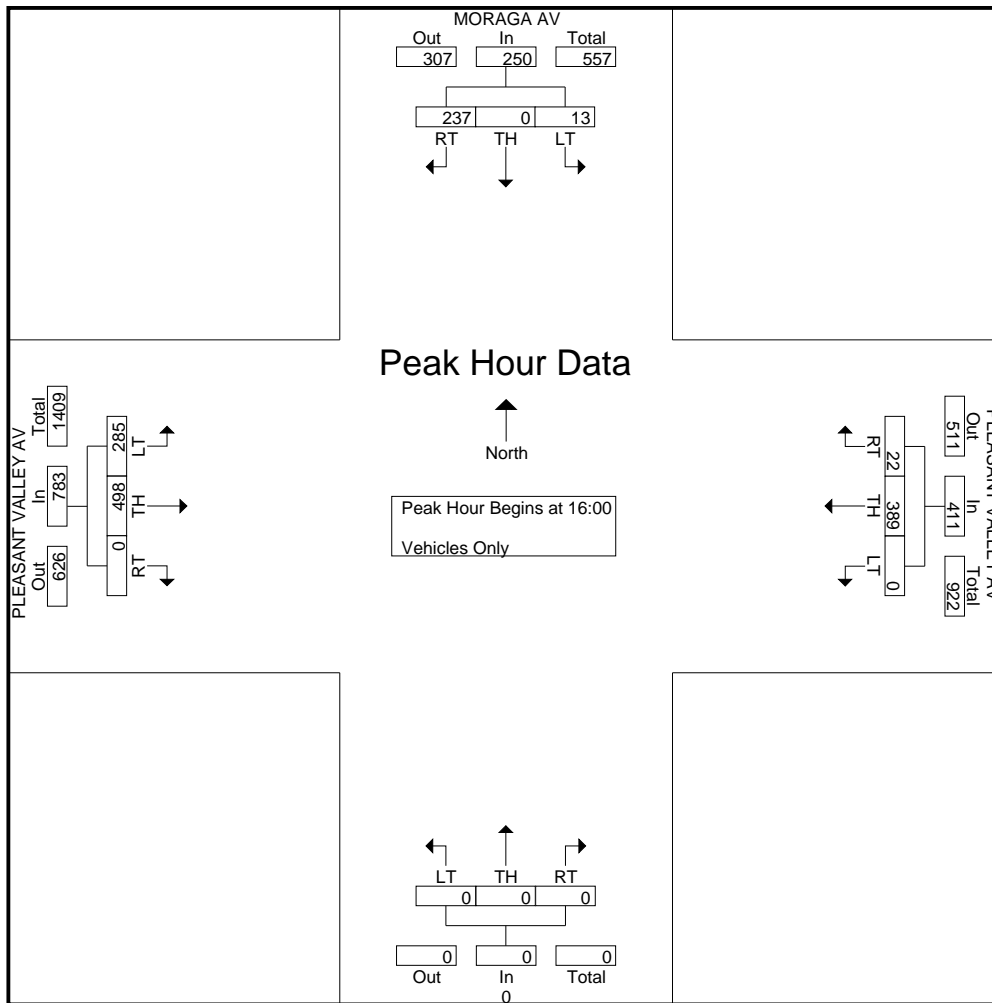 MORAGA AV
Out In Total
307 250 557
237 0 13
RT TH LT
Peak Hour Data
North
Peak Hour Begins at 16:00
Vehicles Only
PLEASANT VALLEY AV
Out In Total
626 783 1409
285 498 0
LT TH RT
PLEASANT VALLEY AV
Out In Total
511 411 922
RT TH LT
22 389 0
LT TH RT
0 0 0
0 0 0
Out In Total
0